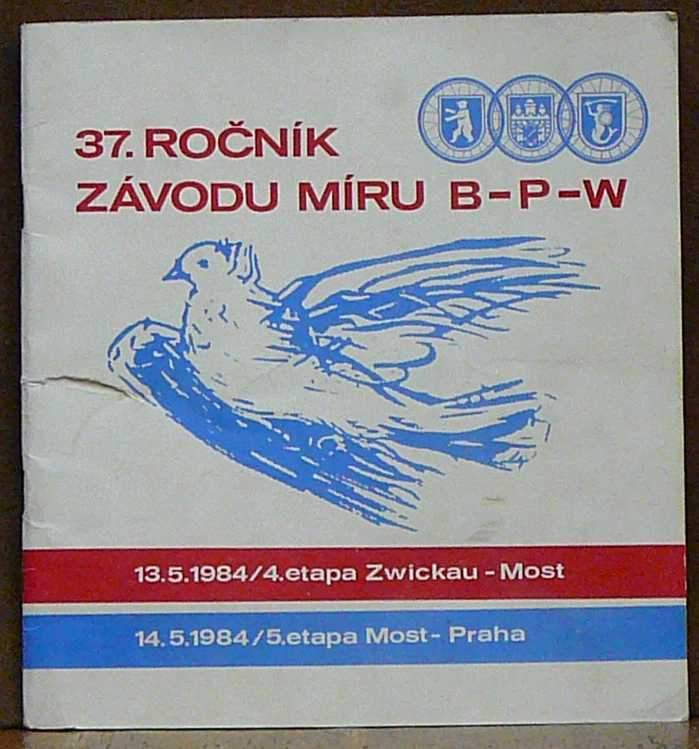 37. ROČNÍK
ZÁVODU MÍRU B-P-W
13.5.1984/4.etapa Zwickau - Most
14.5.1984/5.etapa Most - Praha